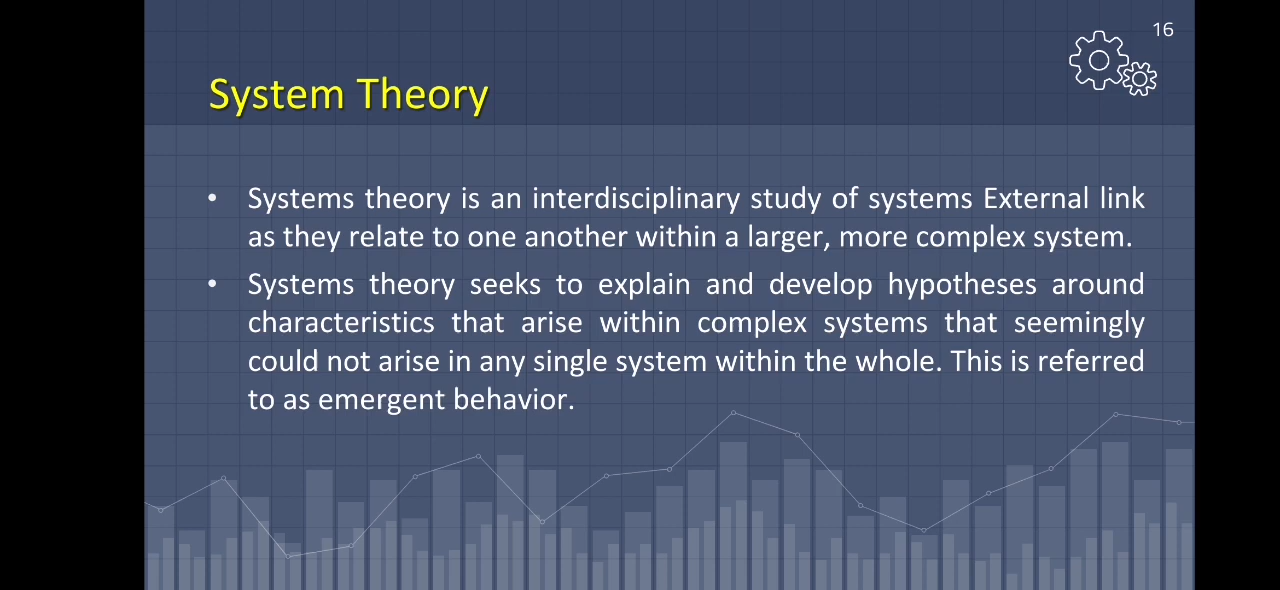 16
System Theory
• Systems theory is an interdisciplinary study of systems External link
as they relate to one another within a larger, more complex system.
• Systems theory seeks to explain and develop hypotheses around
characteristics that arise within complex systems that seemingly
could not arise in any single system within the whole. This is referred
to as emergent behavior.